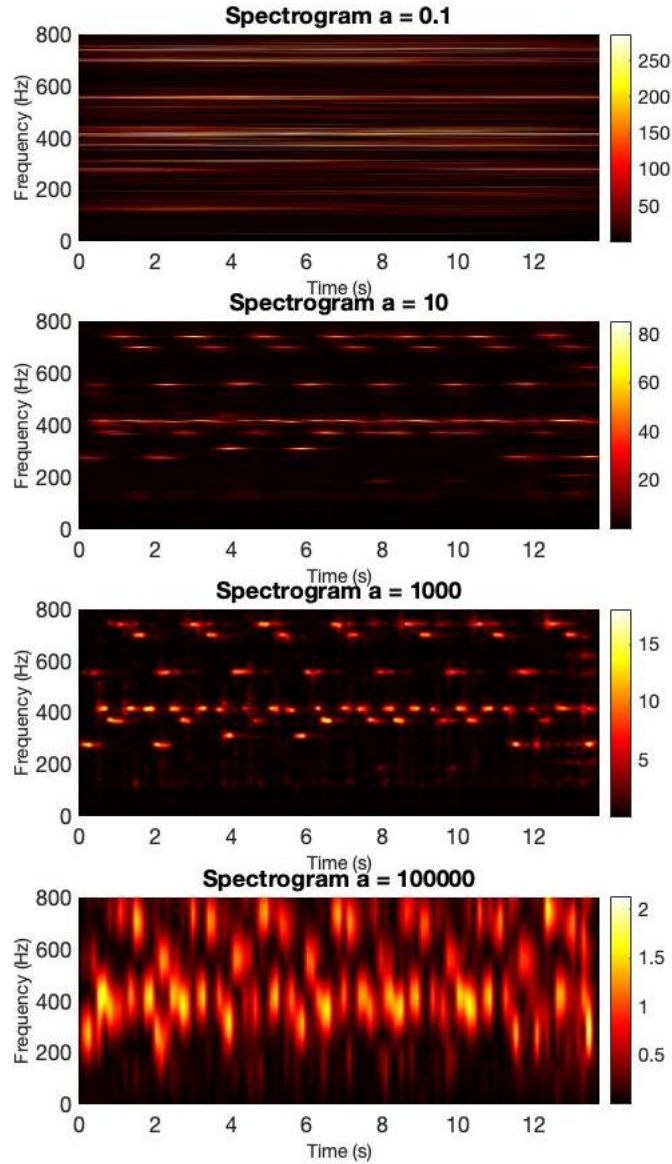 Spectrogram a = 0.1
800
600
400
200
0
Frequency (Hz)
0 2 4 6 8 10 12
Time (s)
250
200
150
100
50
Spectrogram a = 10
800
600
400
200
0
Frequency (Hz)
0 2 4 6 8 10 12
Time (s)
80
60
40
20
Spectrogram a = 1000
800
600
400
200
0
Frequency (Hz)
0 2 4 6 8 10 12
Time (s)
15
10
5
Spectrogram a = 100000
800
600
400
200
0
Frequency (Hz)
0 2 4 6 8 10 12
Time (s)
2
1.5
1
0.5